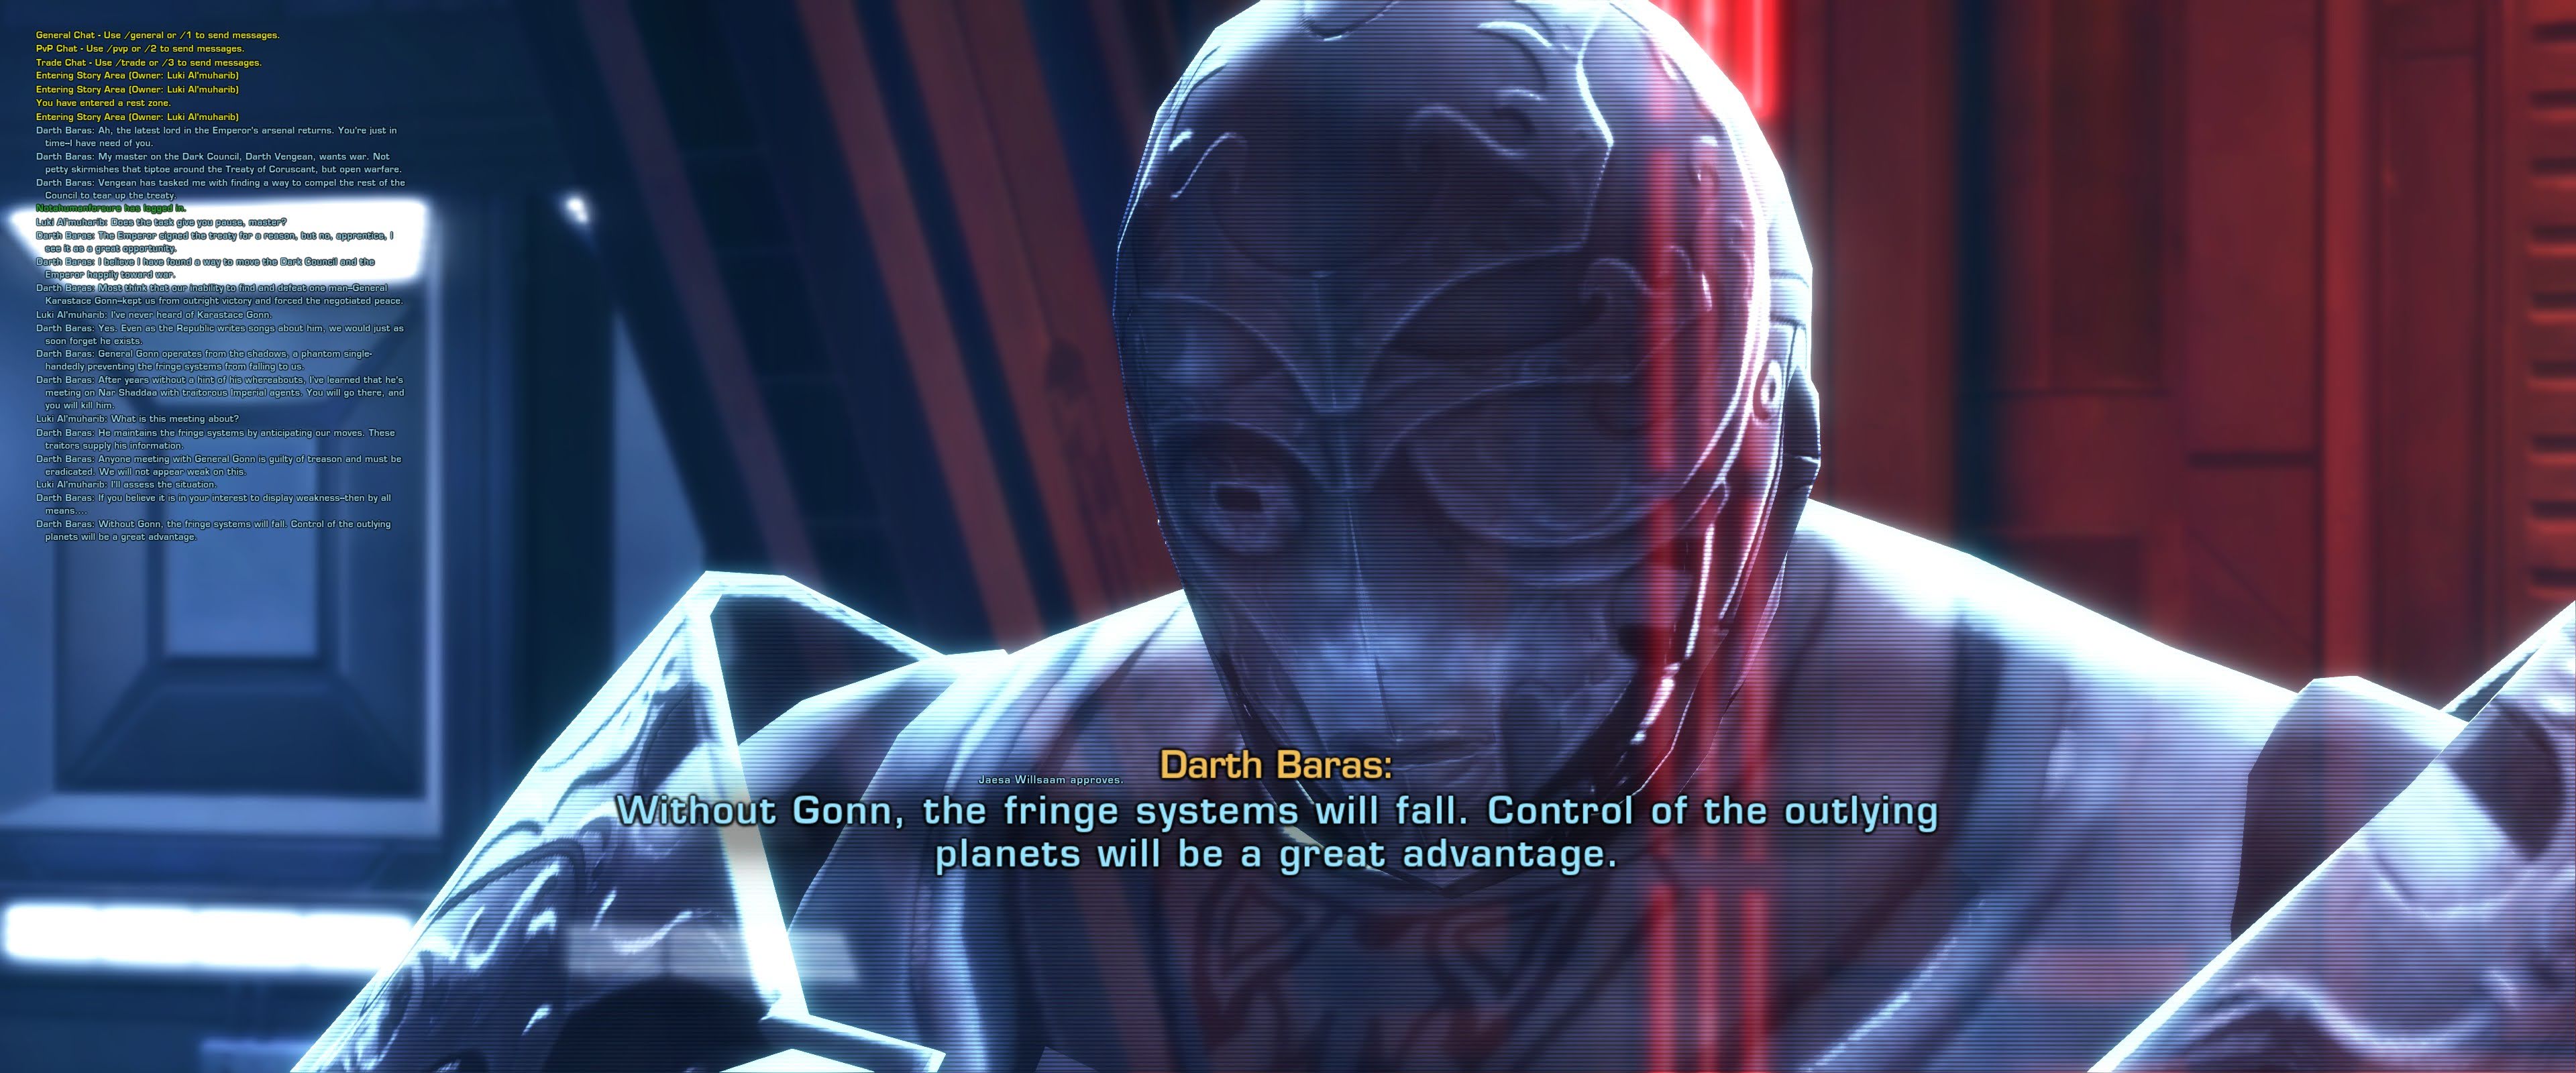 General Chat - Use /general or /1 to send messages.
PvP Chat - Use /pvp or /2 to send messages.
Trade Chat - Use /trade or /3 to send messages.
Entering Story Area (Owner: Luki Al'muharib)
Entering Story Area (Owner: Luki Al'muharib)
You have entered a rest zone.
Entering Story Area (Owner: Luki Al'muharib)
Darth Baras: Ah, the latest lord in the Emperor's arsenal returns. You're just in
time–I have need of you.
Darth Baras: My master on the Dark Council, Darth Vengean, wants war. Not
petty skirmishes that tiptoe around the Treaty of Coruscant, but open warfare.
Darth Baras: Vengean has tasked me with finding a way to compel the rest of the
Council to tear up the treaty.
Notahumanforsure has logged in.
Luki Al'muharib: Does the task give you pause, master?
Darth Baras: The Emperor signed the treaty for a reason, but no, apprentice, I
see it as a great opportunity.
Darth Baras: I believe I have found a way to move the Dark Council and the
Emperor happily toward war.
Darth Baras: Most think that our inability to find and defeat one man–General
Karastace Gonn–kept us from outright victory and forced the negotiated peace.
Luki Al'muharib: I've never heard of Karastace Gonn.
Darth Baras: Yes. Even as the Republic writes songs about him, we would just as
soon forget he exists.
Darth Baras: General Gonn operates from the shadows, a phantom single-
handedly preventing the fringe systems from falling to us.
Darth Baras: After years without a hint of his whereabouts, I've learned that he's
meeting on Nar Shaddaa with traitorous Imperial agents. You will go there, and
you will kill him.
Luki Al'muharib: What is this meeting about?
Darth Baras: He maintains the fringe systems by anticipating our moves. These
traitors supply his information.
Darth Baras: Anyone meeting with General Gonn is guilty of treason and must be
eradicated. We will not appear weak on this.
Luki Al'muharib: I'll assess the situation.
Darth Baras: If you believe it is in your interest to display weakness–then by all
means....
Darth Baras: Without Gonn, the fringe systems will fall. Control of the outlying
planets will be a great advantage.
Darth Baras:
Jaesa Willsaam approves.
Without Gonn, the fringe systems will fall. Control of the outlying
planets will be a great advantage.